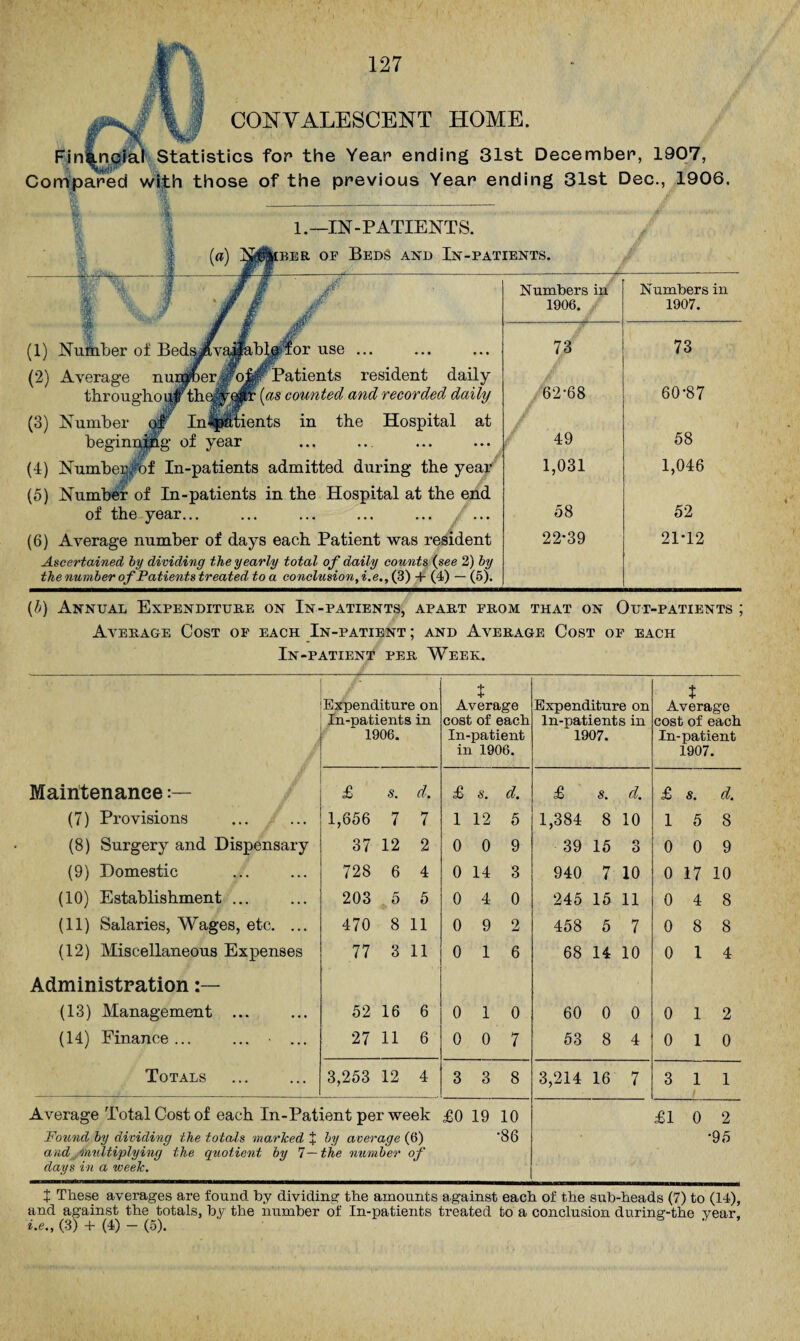 127
CONVALESCENT HOME.
Financial Statistics for the Year ending 31st December, 1907,
Compared with those of the previous Year ending 31st Dec., 1906.
1.—IN-PATIENTS.
(a) Number of Beds and In-patients.
Numbers in 1906. Numbers in 1907.
(1) Number of Beds Available for use ... ... ... 73 73
(2) Average number of Patients resident daily
throughout the year (as counted and recorded daily 62·68 60·87
(3) Number of In-patients in the Hospital at
beginning of year ... ... ... ... 49 58
(4) Number of In-patients admitted during the year 1,031 1,046
(5) Number of In-patients in the Hospital at the end
of the year... ... ... ... ... ... 58 52
(6) Average number of days each Patient was resident 22·39 21·12
Ascertained by dividing the yearly total of daily counts (see 2) by
the number of Patients treated to a conclusion, i.e., (3) + (4) — (5).
(b) Annual Expenditure on In-patients, apart from that on Out-patients ;
Average Cost of each In-patient ; and Average Cost of each
In-patient per Week.
Expenditure on In-patients in 1906. ‡ Average cost of each In-patient in 1906. Expenditure on In-patients in 1907. ‡ Average cost of each In-patient 1907.
Maintenance :— £ s. d. £ s. d. £ s. d. £ s. d.
(7) Provisions ... ... 1,656 7 7 1 12 5 1,384 8 10 1 5 8
(8) Surgery and Dispensary 37 12 2 0 0 9 39 15 3 0 0 9
(9) Domestic ... ... 728 6 4 0 14 3 940 7 10 0 17 10
(10) Establishment ... ... 203 5 5 0 4 0 245 15 11 0 4 8
(11) Salaries, Wages, etc. ... 470 8 11 0 9 2 458 5 7 0 8 8
(12) Miscellaneous Expenses 77 3 11 0 1 6 68 14 10 0 1 4
Administration :—
(13) Management ... ... 52 16 6 0 1 0 60 0 0 0 1 2
(14) Finance ... ... ... 27 11 6 0 0 7 53 8 4 0 1 0
Totals ... ... 3,253 12 4 3 3 8 3,214 16 7 3 1 1
Average Total Cost of each In-Patient per week £0 19 10 £1 0 2
Found by dividing the totals marked ‡ by average (6) ·86 ·95
and multiplying the quotient by 7—the number of
days in a week.
‡ These averages are found by dividing the amounts against each of the sub-heads (7) to (14),
and against the totals, by the number of In-patients treated to a conclusion during-the year,
i.e., (3) + (4) — (5).